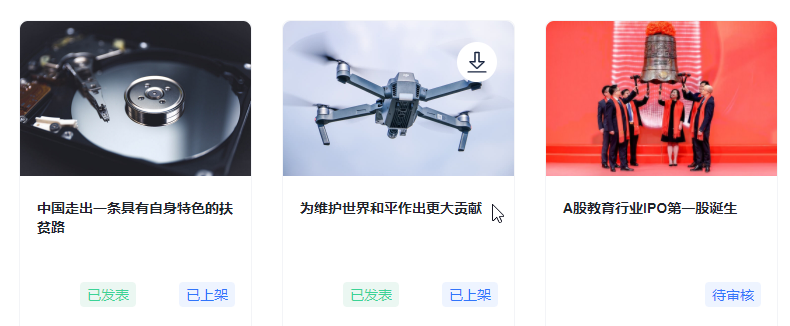 中国走出一条具有自身特色的扶
贫路
已发表
已上架
为维护世界和平作出更大贡献
已发表
已上架
A股教育行业IPO第一股诞生
待审核